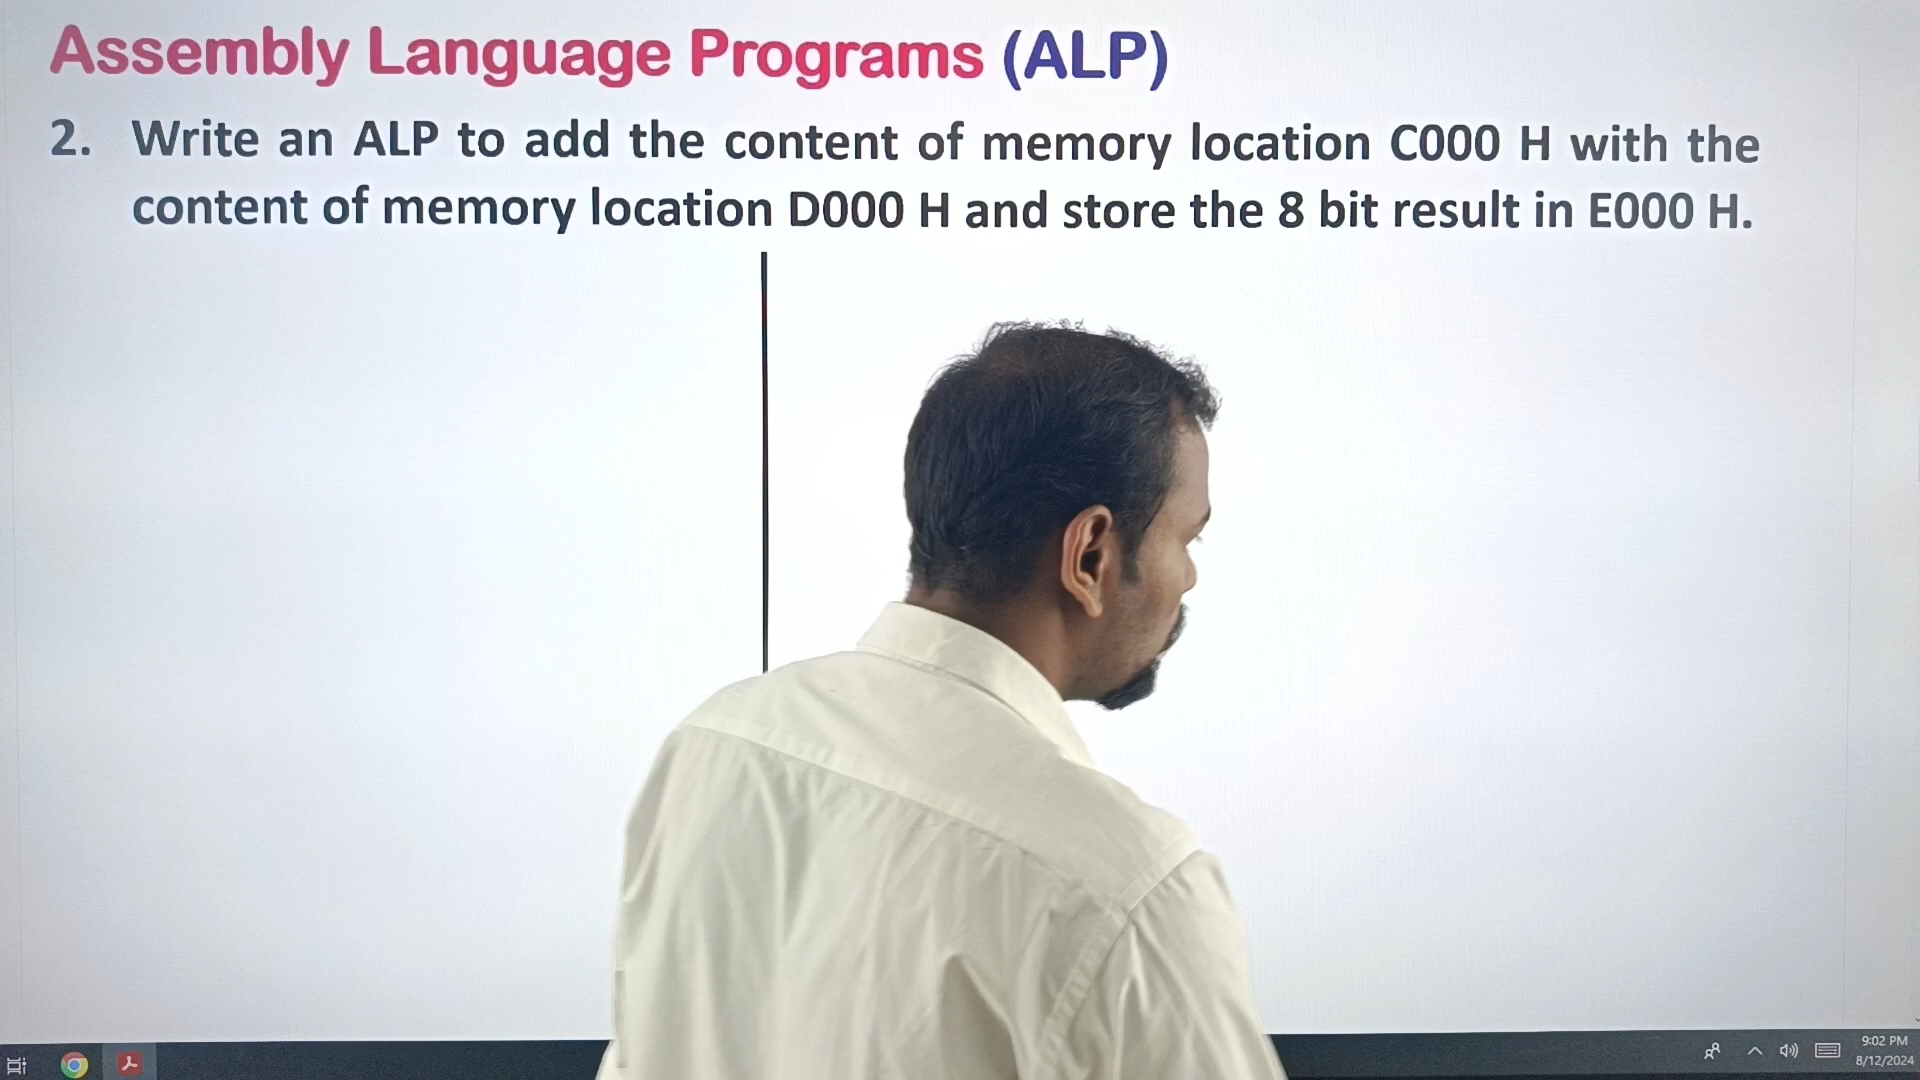 Assembly Language Programs (ALP)
2. Write an ALP to add the content of memory location C000 H with the
content of memory location D000 H and store the 8 bit result in E000 H.
9:02 PM
8/12/2024